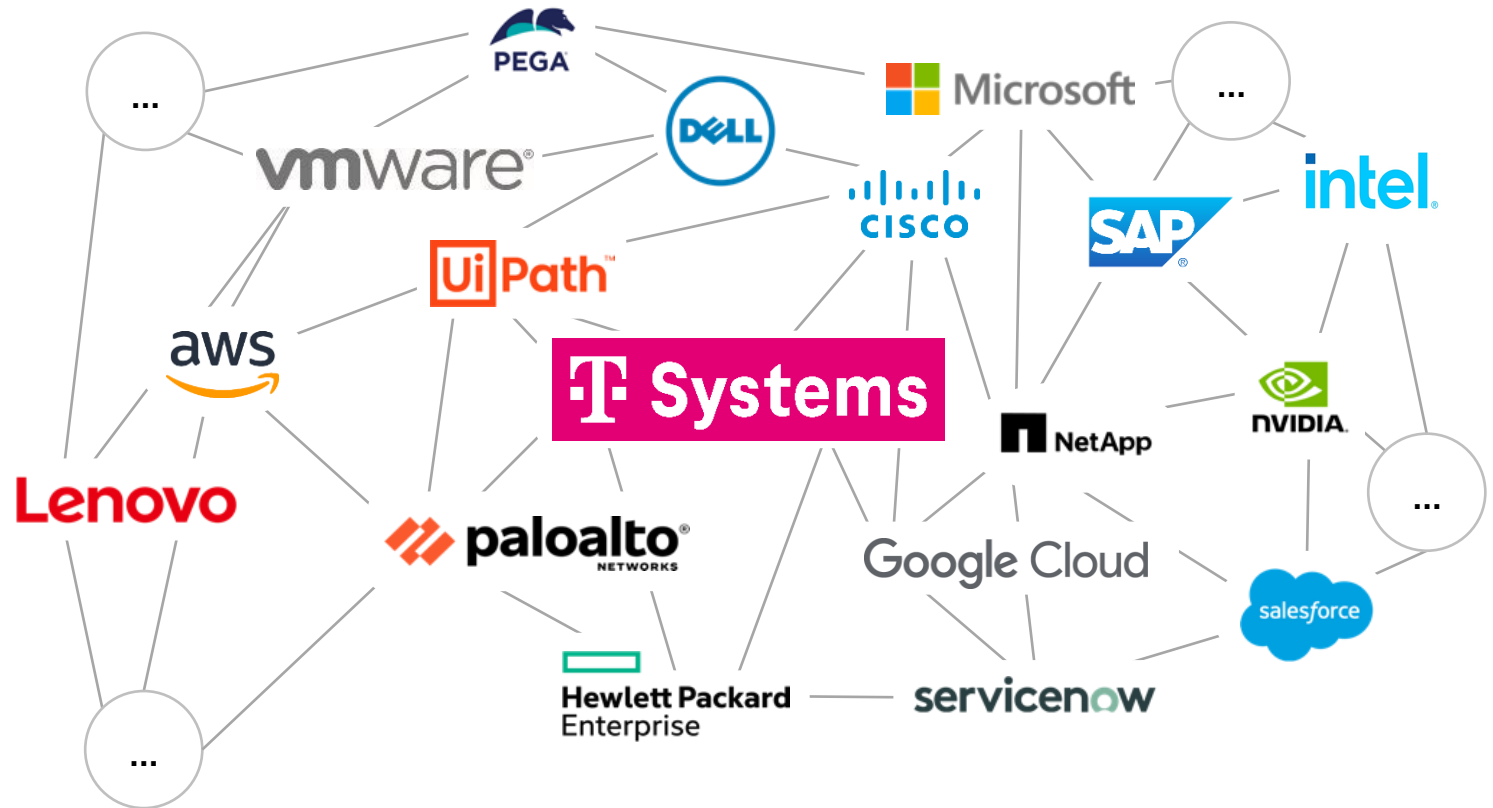 PEGA
...
Microsoft
...
DELL
vmware®
intel®
CISCO
SAP®
UiPath™
aws
T Systems
NVIDIA.
NetApp
Lenovo
...
paloalto®
NETWORKS
Google Cloud
salesforce
Hewlett Packard
Enterprise
servicenow
...